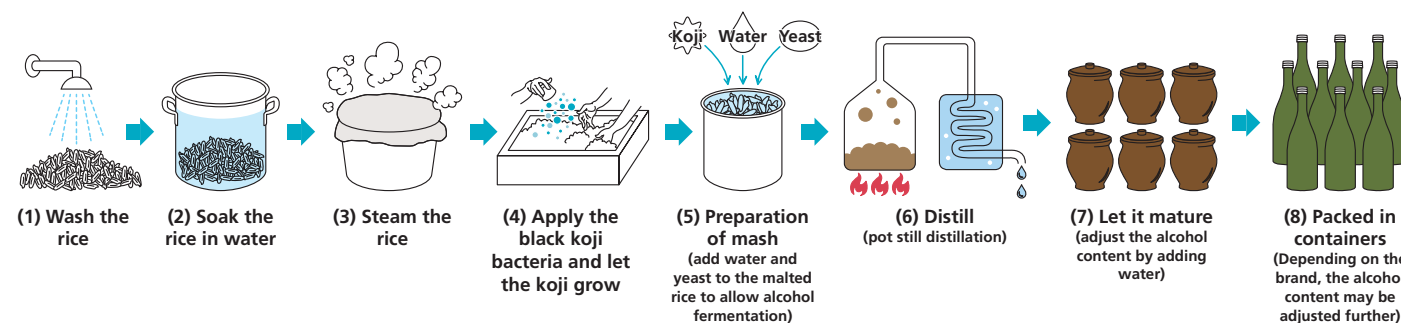 Koji Water Yeast
(1) Wash the
rice
(2) Soak the
rice in water
(3) Steam the
rice
(4) Apply the
black koji
bacteria and let
the koji grow
(5) Preparation
of mash
(add water and
yeast to the malted
rice to allow alcohol
fermentation)
(6) Distill
(pot still distillation)
(7) Let it mature
(adjust the alcohol
content by adding
water)
(8) Packed in
containers
(Depending on the
brand, the alcoho
content may be
adjusted further)